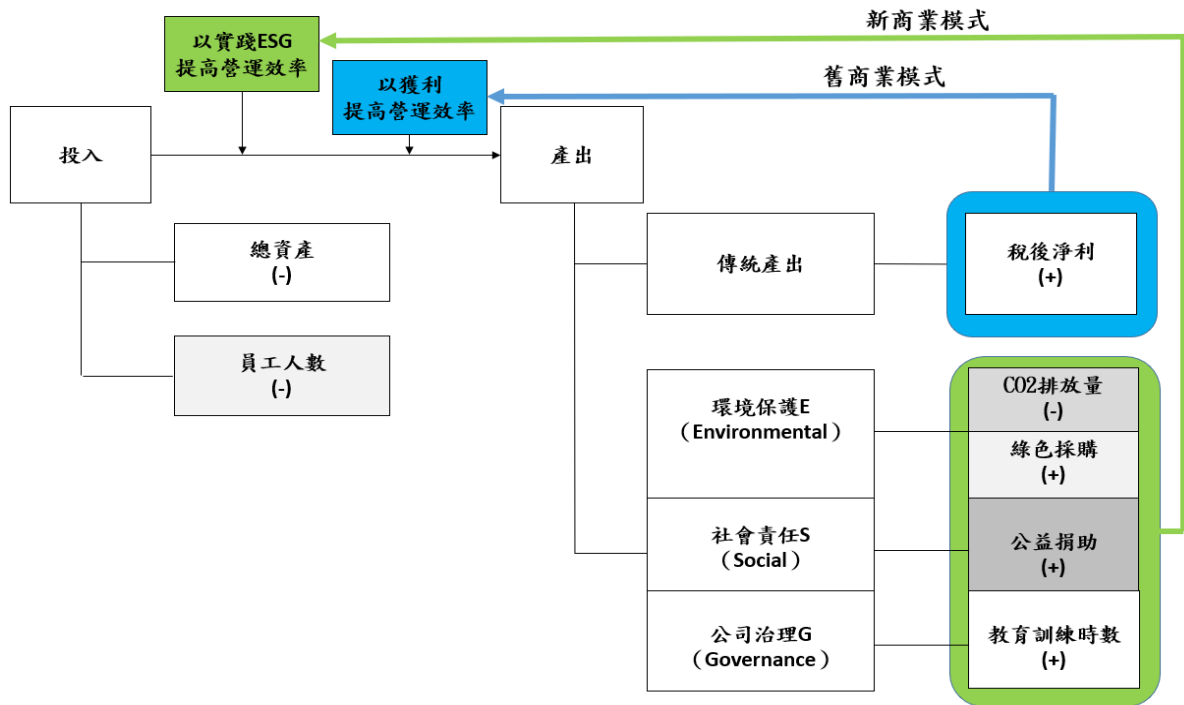 新商業模式
以實踐ESG
提高營運效率
舊商業模式
以獲利
提高營運效率
投入
產出
總資產
(-)
傳統產出
稅後淨利
(+)
員工人數
(-)
環境保護E
（Environmental）
CO2排放量
(-)
綠色採購
(+)
社會責任S
（Social）
公益捐助
(+)
公司治理G
（Governance）
教育訓練時數
(+)